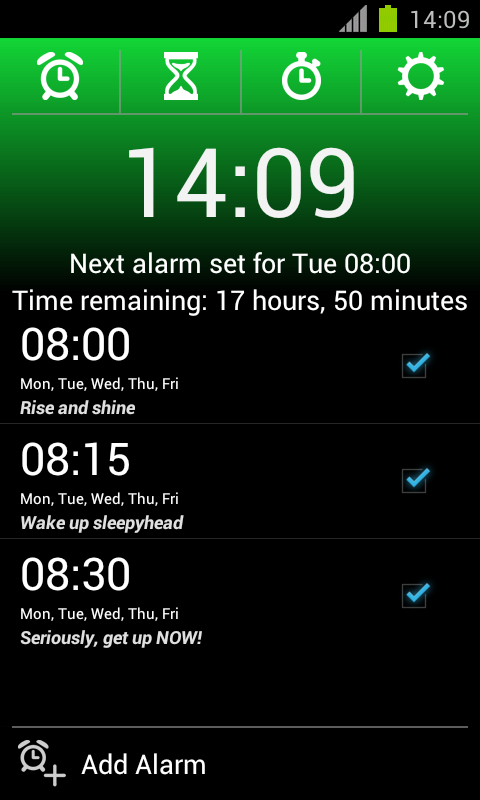 14:09
14:09
Next alarm set for Tue 08:00
Time remaining: 17 hours, 50 minutes
08:00
Mon, Tue, Wed, Thu, Fri
Rise and shine
08:15
Mon, Tue, Wed, Thu, Fri
Wake up sleepyhead
08:30
Mon, Tue, Wed, Thu, Fri
Seriously, get up NOW!
Add Alarm